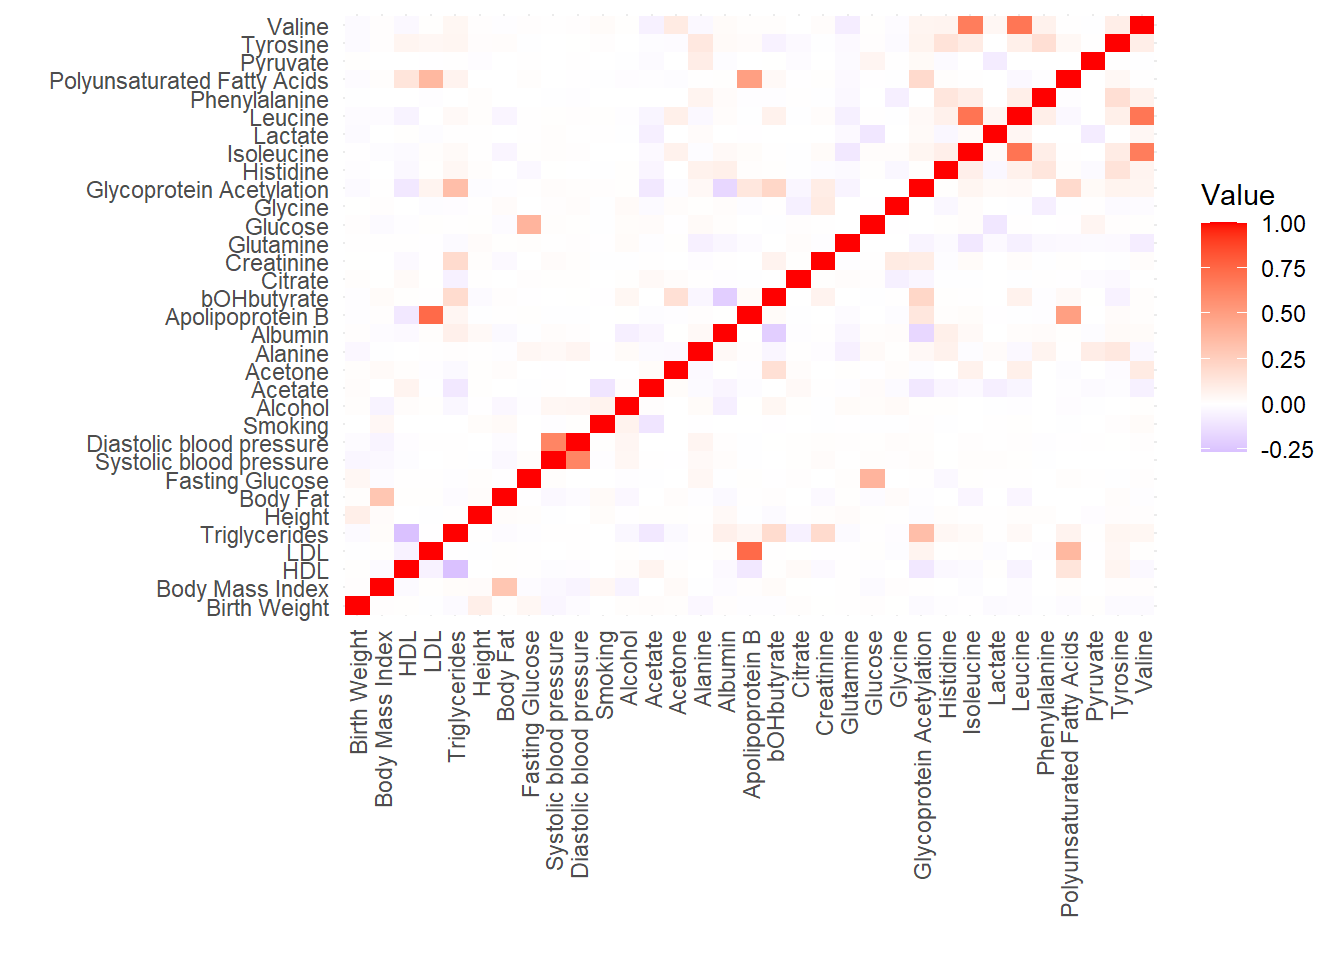 Valine
Tyrosine
Pyruvate
Polyunsaturated Fatty Acids
Phenylalanine
Leucine
Lactate
Isoleucine
Histidine
Glycoprotein Acetylation
Glycine
Glucose
Glutamine
Creatinine
Citrate
bOHbutyrate
Apolipoprotein B
Albumin
Alanine
Acetone
Acetate
Alcohol
Smoking
Diastolic blood pressure
Systolic blood pressure
Fasting Glucose
Body Fat
Height
Triglycerides
LDL
HDL
Body Mass Index
Birth Weight
Birth Weight
Body Mass Index
HDL
LDL
Triglycerides
Height
Body Fat
Fasting Glucose
Systolic blood pressure
Diastolic blood pressure
Smoking
Alcohol
Acetate
Acetone
Alanine
Albumin
Apolipoprotein B
bOHbutyrate
Citrate
Creatinine
Glutamine
Glucose
Glycine
Glycoprotein Acetylation
Histidine
Isoleucine
Lactate
Leucine
Phenylalanine
Polyunsaturated Fatty Acids
Pyruvate
Tyrosine
Valine
Value
1.00
0.75
0.50
0.25
0.00
-0.25